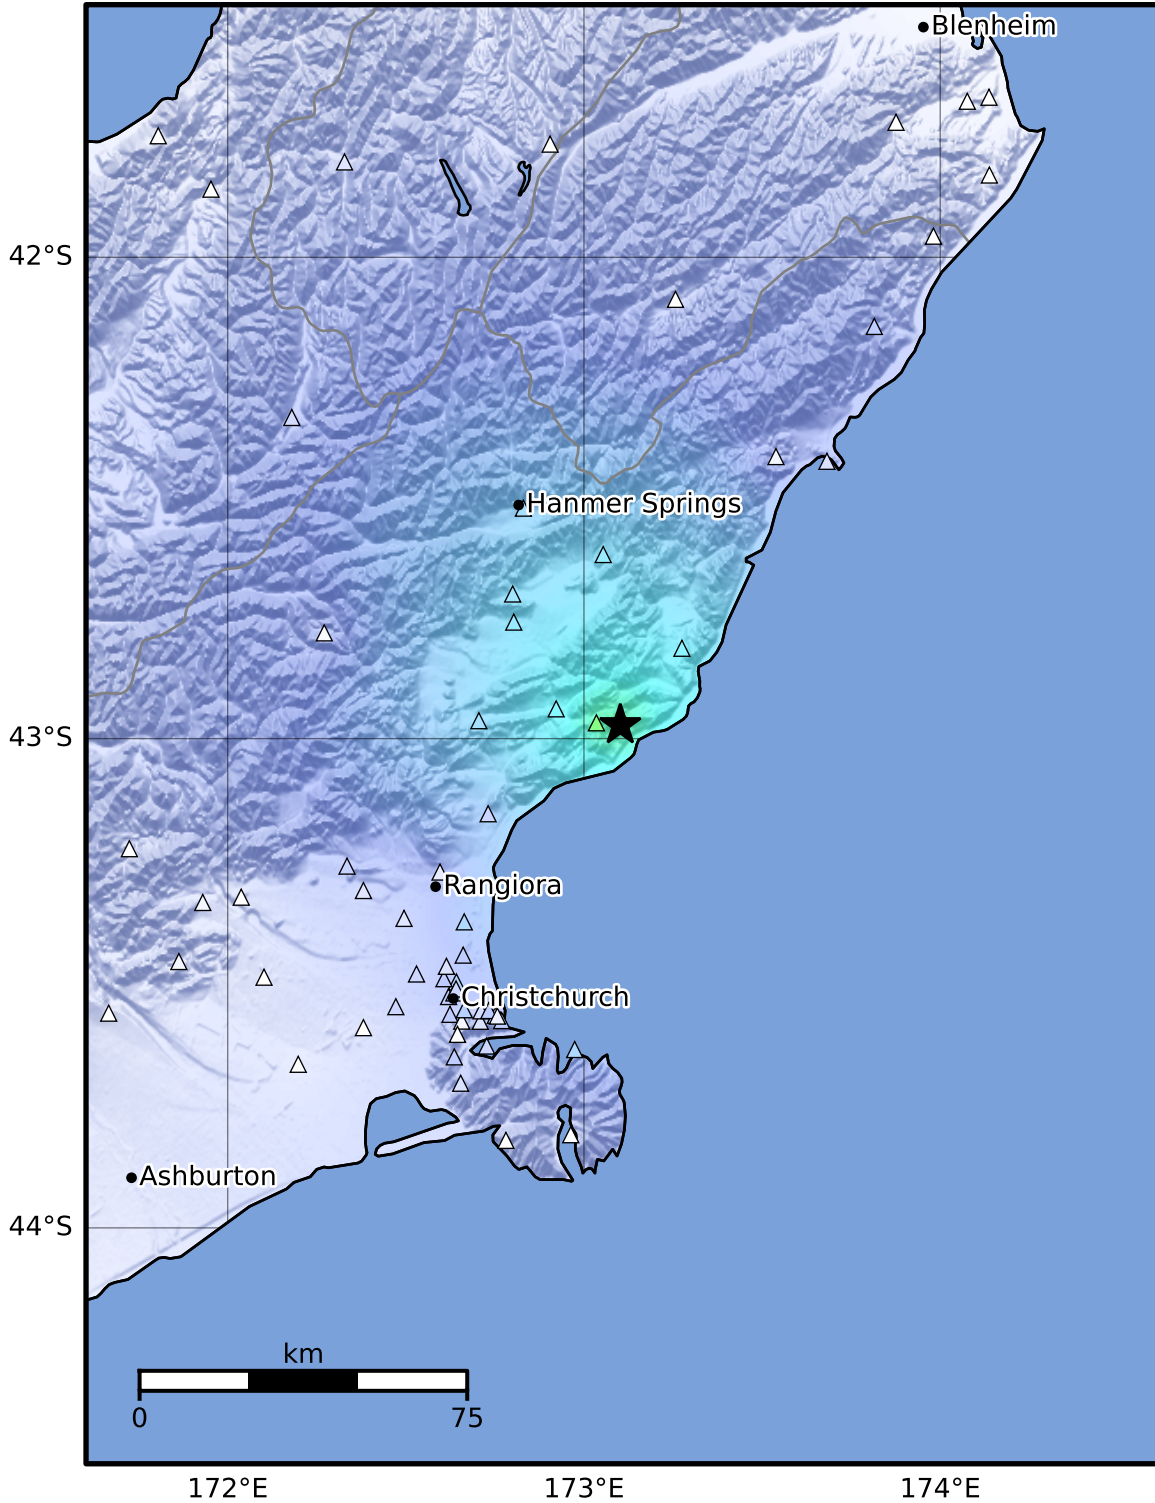 Blenheim
42°S
Hanmer Springs
43°S
Rangiora
Christchurch
Ashburton
44°S
km
0 75
172°E 173°E 174°E